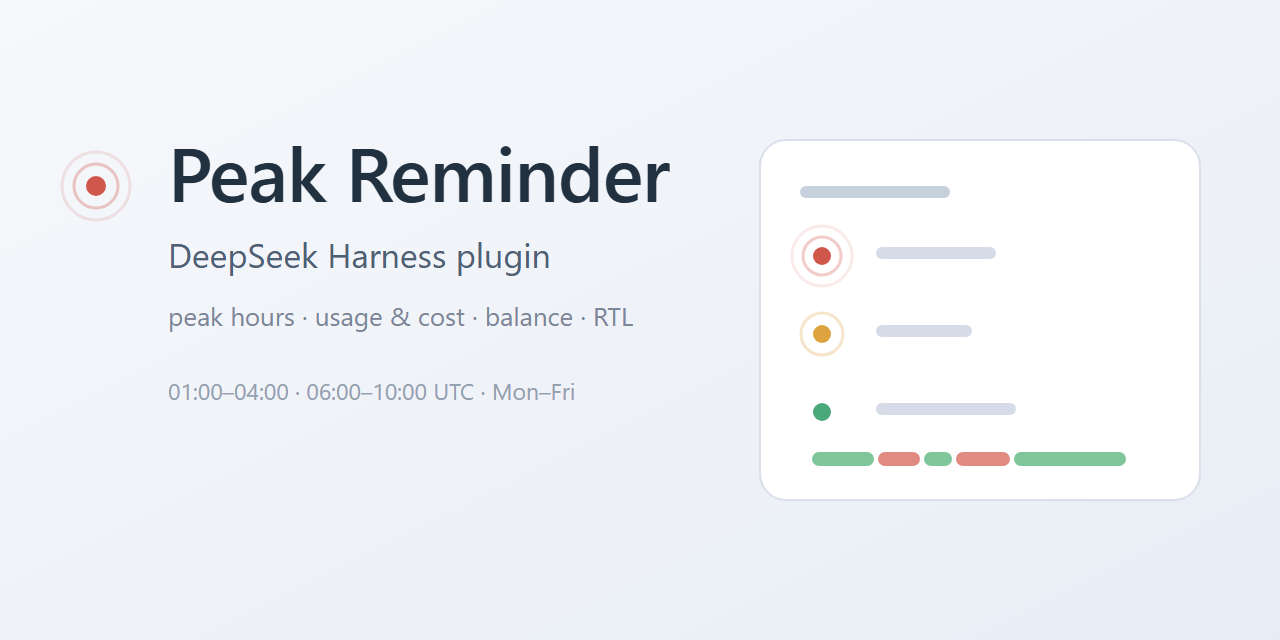 Peak Reminder
DeepSeek Harness plugin
peak hours · usage & cost · balance · RTL
01:00–04:00 · 06:00–10:00 UTC · Mon–Fri